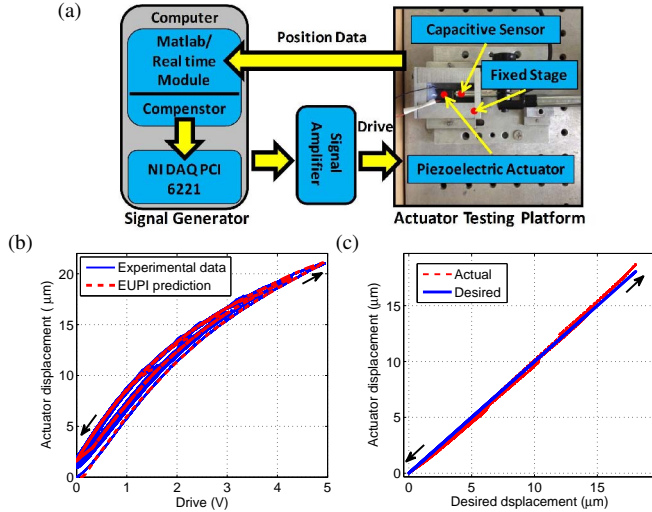 (a)
Computer
Matlab/
Real time
Module
Compenstor
NI DAQ PCI
6221
Signal Generator
Position Data
Signal
Amplifier
Drive
Capacitive Sensor
Fixed Stage
Piezoelectric Actuator
Actuator Testing Platform
(b)
Experimental data
EUPI prediction
Actuator displacement ( μm)
20
15
10
5
0
0
1
2
3
4
5
Drive (V)
(c)
Actual
Desired
Actuator displacement (μm)
15
10
5
0
0
5
10
15
Desired dsplacement (μm)